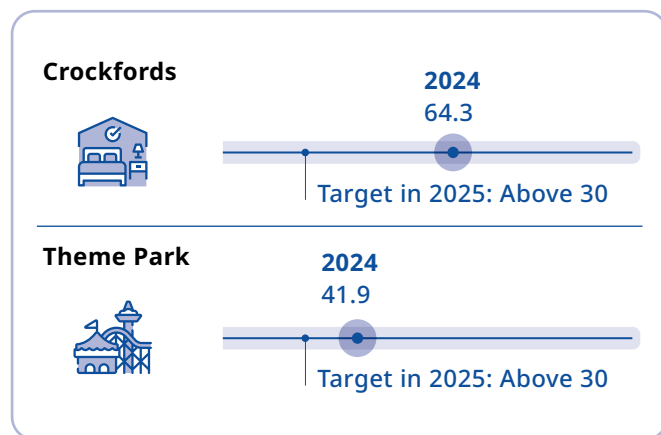 Crockfords
2024
64.3
Target in 2025: Above 30
Theme Park
2024
41.9
Target in 2025: Above 30